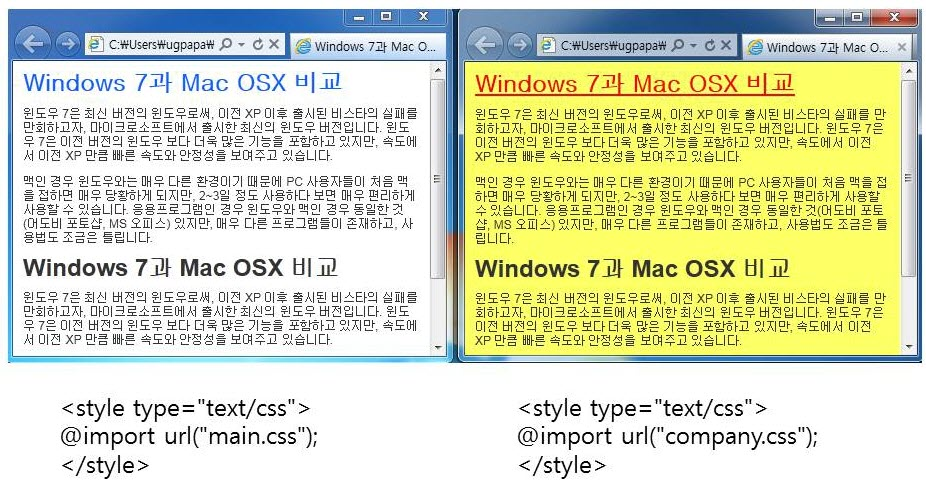 C:₩Users₩ugpapa₩
Windows 7과 Mac O...
Windows 7과 Mac OSX 비교
윈도우 7은 최신 버전의 윈도우로써, 이전 XP 이후 출시된 비스타의 실패를
만회하고자, 마이크로소프트에서 출시한 최신의 윈도우 버전입니다. 윈도
우 7은 이전 버전의 윈도우 보다 더욱 많은 기능을 포함하고 있지만, 속도에
서 이전 XP 만큼 빠른 속도와 안정성을 보여주고 있습니다.
맥인 경우 윈도우와는 매우 다른 환경이기 때문에 PC 사용자들이 처음 맥
을 접하면 매우 당황하게 되지만, 2~3일 정도 사용하다 보면 매우 편리하게
사용할 수 있습니다. 응용프로그램인 경우 윈도우와 맥인 경우 동일한 것
(어도비 포토샵, MS 오피스) 있지만, 매우 다른 프로그램들이 존재하고, 사
용법도 조금은 틀립니다.
Windows 7과 Mac OSX 비교
윈도우 7은 최신 버전의 윈도우로써, 이전 XP 이후 출시된 비스타의 실패를
만회하고자, 마이크로소프트에서 출시한 최신의 윈도우 버전입니다. 윈도
우 7은 이전 버전의 윈도우 보다 더욱 많은 기능을 포함하고 있지만, 속도에
서 이전 XP 만큼 빠른 속도와 안정성을 보여주고 있습니다.
<style type="text/css">
@import url("main.css");
</style>
C:₩Users₩ugpapa₩
Windows 7과 Mac O...
Windows 7과 Mac OSX 비교
윈도우 7은 최신 버전의 윈도우로써, 이전 XP 이후 출시된 비스타의 실패를 만
회하고자, 마이크로소프트에서 출시한 최신의 윈도우 버전입니다. 윈도우 7은
이전 버전의 윈도우 보다 더욱 많은 기능을 포함하고 있지만, 속도에서 이전
XP 만큼 빠른 속도와 안정성을 보여주고 있습니다.
맥인 경우 윈도우와는 매우 다른 환경이기 때문에 PC 사용자들이 처음 맥을 접
하면 매우 당황하게 되지만, 2~3일 정도 사용하다 보면 매우 편리하게 사용할
수 있습니다. 응용프로그램인 경우 윈도우와 맥인 경우 동일한 것(어도비 포토
샵, MS 오피스) 있지만, 매우 다른 프로그램들이 존재하고, 사용법도 조금은 틀
립니다.
Windows 7과 Mac OSX 비교
윈도우 7은 최신 버전의 윈도우로써, 이전 XP 이후 출시된 비스타의 실패를 만
회하고자, 마이크로소프트에서 출시한 최신의 윈도우 버전입니다. 윈도우 7은
이전 버전의 윈도우 보다 더욱 많은 기능을 포함하고 있지만, 속도에서 이전
XP 만큼 빠른 속도와 안정성을 보여주고 있습니다.
<style type="text/css">
@import url("company.css");
</style>